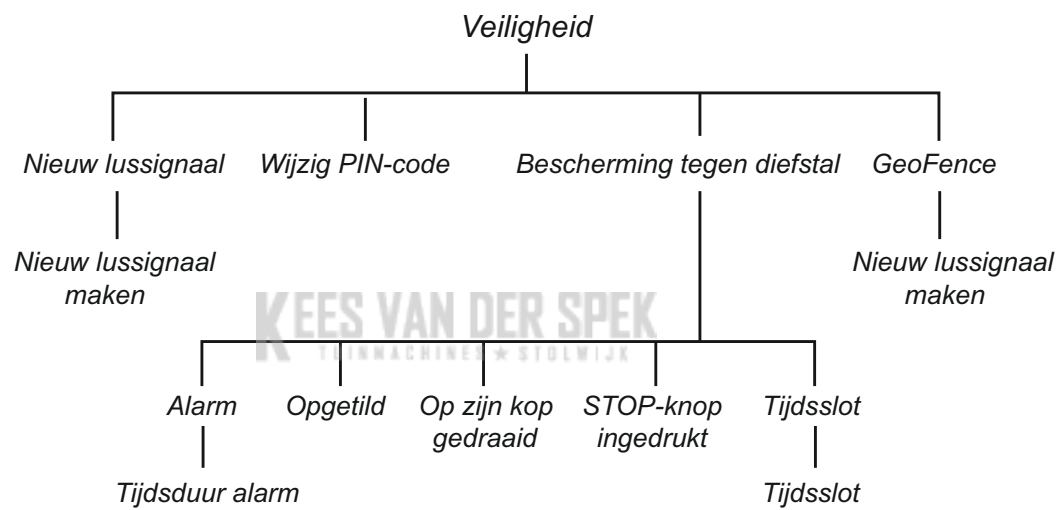 Veiligheid
Nieuw lussignaal
Wijzig PIN-code
Bescherming tegen diefstal
GeoFence
Nieuw lussignaal
maken
Nieuw lussignaal
maken
KEES VAN DER SPEK
TUINMACHINES ★ STOLWIJK
Alarm
Opgetild
Op zijn kop
gedraaid
STOP-knop
ingedrukt
Tijdsslot
Tijdsduur alarm
Tijdsslot